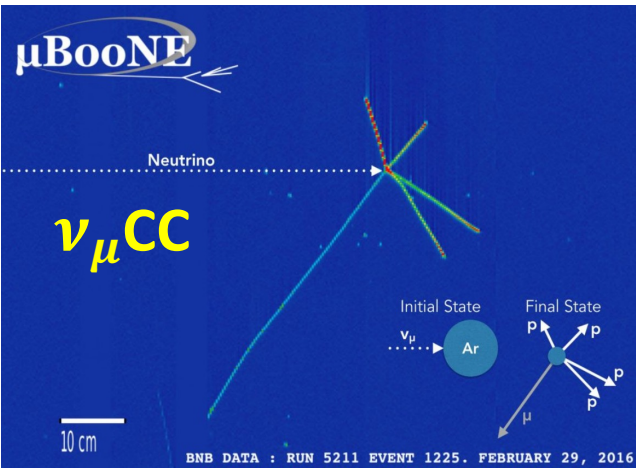 µBooNE
Neutrino
νμCC
Initial State
Final State
νμ
Ar
p
p
p
p
μ
10 cm
BNB DATA : RUN 5211 EVENT 1225. FEBRUARY 29, 2016